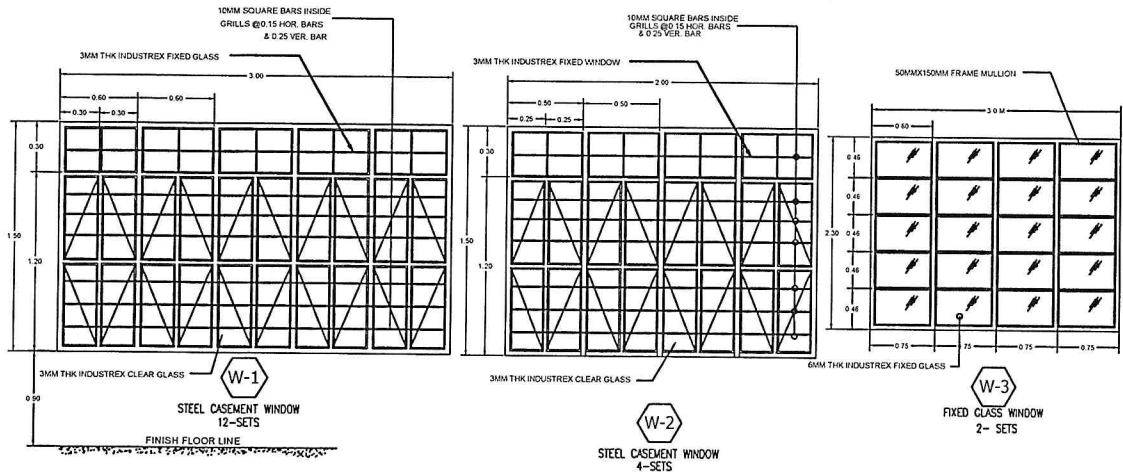 10MM SQUARE BARS INSIDE
GRILLS @0.15 HOR. BARS
& 0.25 VER. BAR
3MM THK INDUSTREX FIXED GLASS
3.00
0.60
0.60
0.30
0.30
0.30
1.50
1.20
0.90
3MM THK INDUSTREX CLEAR GLASS
W-1
STEEL CASEMENT WINDOW
12-SETS
FINISH FLOOR LINE
10MM SQUARE BARS INSIDE
GRILLS @0.15 HOR. BARS
& 0.25 VER. BAR
3MM THK INDUSTREX FIXED WINDOW
2.00
0.50
0.50
0.25
0.25
0.30
1.50
1.20
3MM THK INDUSTREX CLEAR GLASS
W-2
STEEL CASEMENT WINDOW
4-SETS
50MMX150MM FRAME MULLION
3.0 M
0.60
0.46
0.46
2.30
0.46
0.46
0.46
0.75
0.75
0.75
0.75
6MM THK INDUSTREX FIXED GLASS
W-3
FIXED GLASS WINDOW
2- SETS